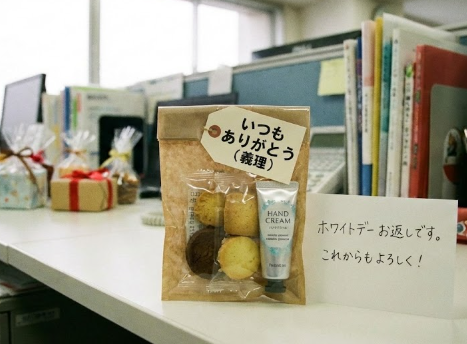 いつも
ありがとう
(義理)
HAND
CREAM
ホワイトデー お返しです。
これからもよろしく!